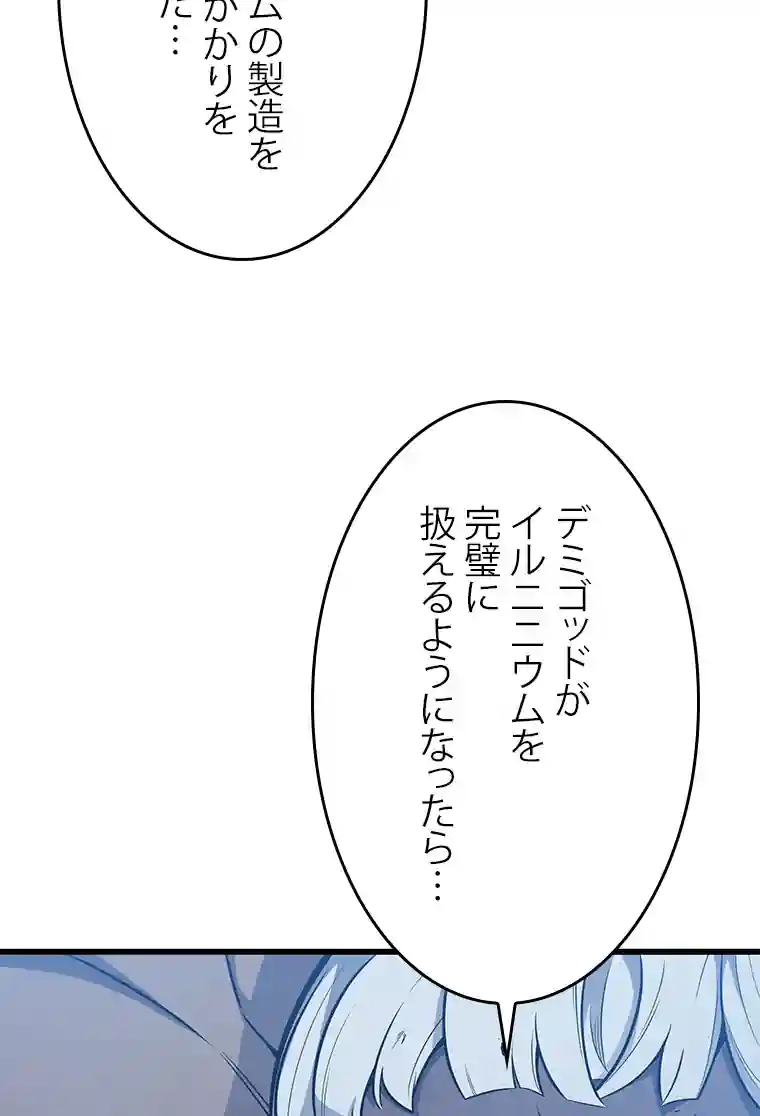 ムの製造を
かかりを
た…
デミゴッドが
イルニニウムを
完璧に
扱えるようになったら…